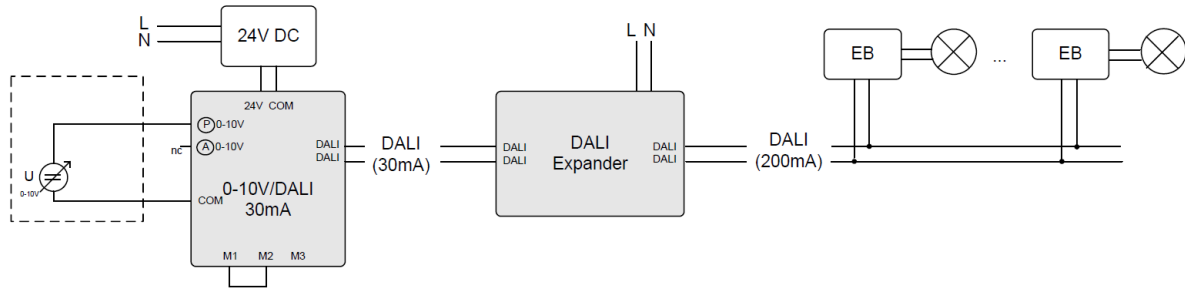 L
N
24V DC
L N
EB
...
EB
24V COM
P 0-10V
nc A 0-10V
DALI
DALI
DALI
(30mA)
DALI
DALI
DALI
Expander
DALI
DALI
DALI
(200mA)
U
0-10V
0-10V/DALI
30mA
COM
M1 M2 M3